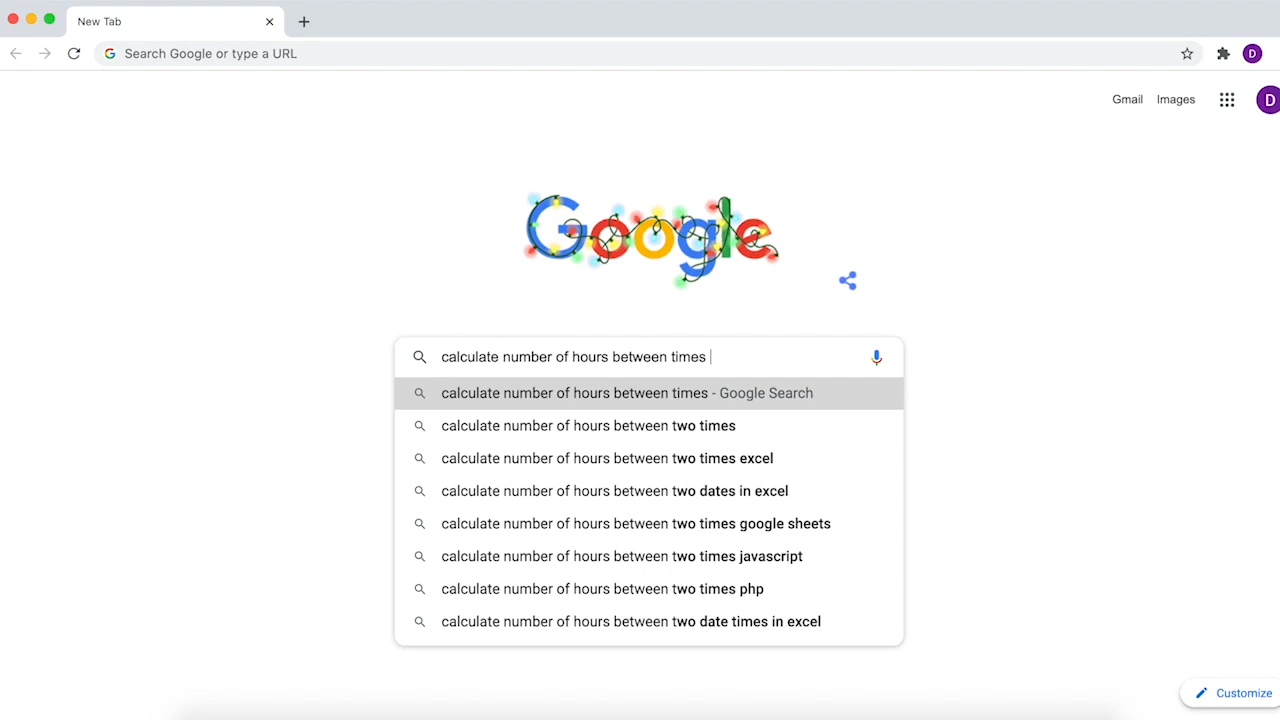 New Tab
Search Google or type a URL
D
Gmail Images
D
Google
calculate number of hours between times
calculate number of hours between times - Google Search
calculate number of hours between two times
calculate number of hours between two times excel
calculate number of hours between two dates in excel
calculate number of hours between two times google sheets
calculate number of hours between two times javascript
calculate number of hours between two times php
calculate number of hours between two date times in excel
Customize